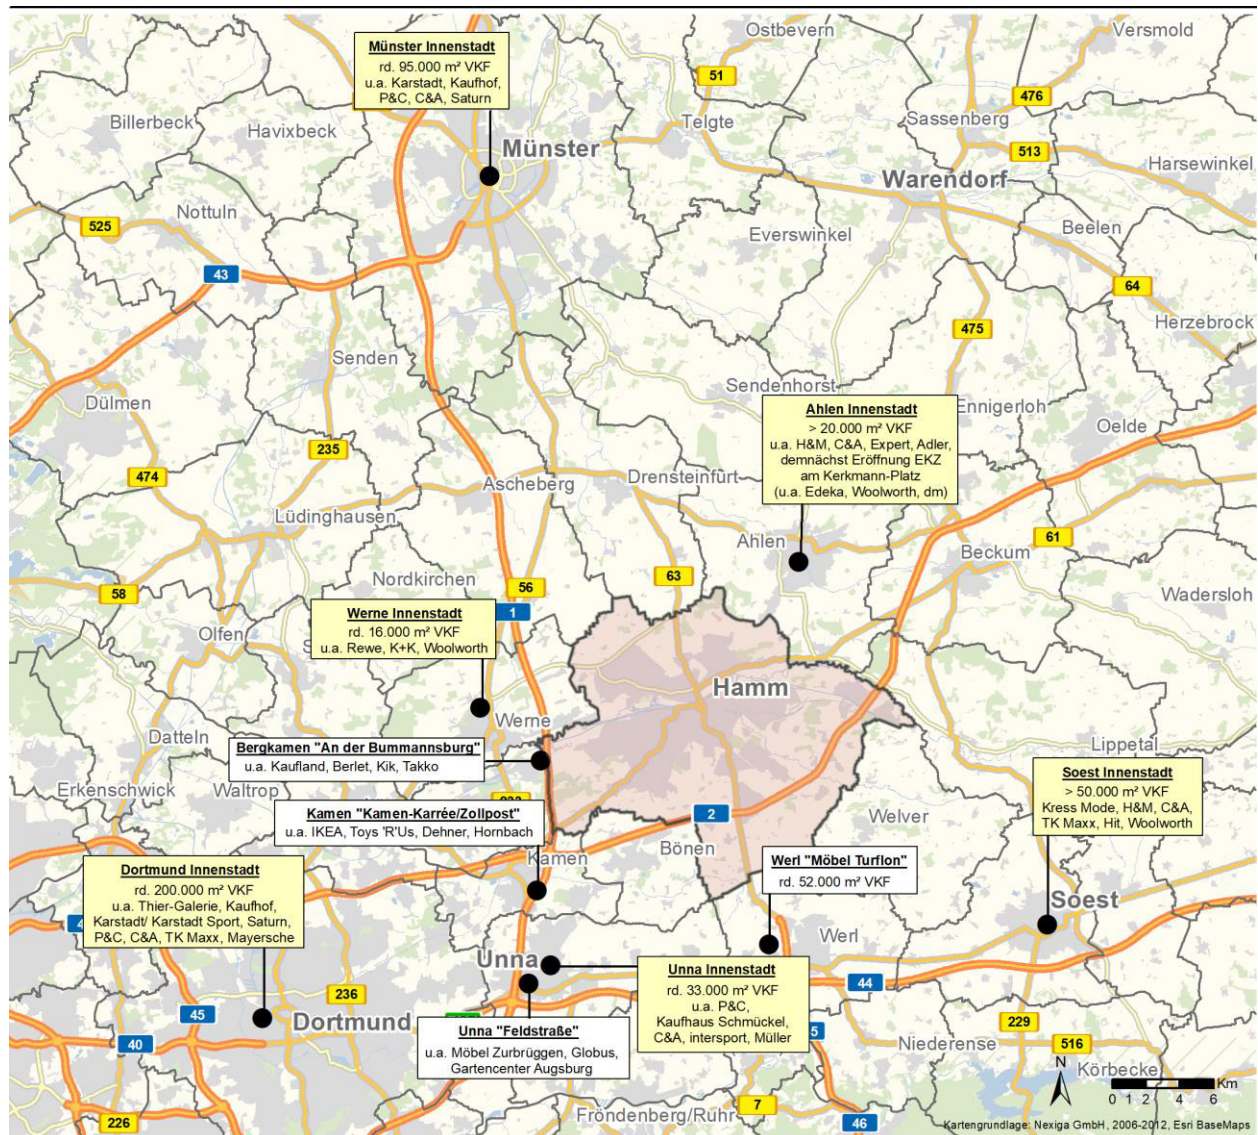 Ostbevern
Versmold
Münster Innenstadt
rd. 95.000 m² VKF
u.a. Karstadt, Kaufhof,
P&C, C&A, Saturn
51
476
Billerbeck
Havixbeck
Telgte
Sassenberg
513
Münster
Harsewinkel
Warendorf
Nottuln
525
Everswinkel
Beelen
43
64
475
Herzebrock
Senden
Sendenhorst
Dülmen
Ahlen Innenstadt
> 20.000 m² VKF
u.a. H&M, C&A, Expert, Adler,
demnächst Eröffnung EKZ
am Kerkmann-Platz
(u.a. Edeka, Woolworth, dm)
Ennigerloh
Oelde
235
474
Drensteinfurt
Ascheberg
Lüdinghausen
61
Ahlen
Beckum
Nordkirchen
63
56
58
Wadersloh
1
Werne Innenstadt
rd. 16.000 m² VKF
u.a. Rewe, K+K, Woolworth
Olfen
S
Hamm
Werne
Datteln
Bergkamen "An der Bummannsburg"
u.a. Kaufland, Berlet, Kik, Takko
Lippetal
Erkenschwick
Waltrop
Soest Innenstadt
> 50.000 m² VKF
Kress Mode, H&M, C&A,
TK Maxx, Hit, Woolworth
Kamen "Kamen-Karrée/Zollpost"
u.a. IKEA, Toys 'R'Us, Dehner, Hornbach
2
Welver
Bönen
Kamen
Werl "Möbel Turflon"
rd. 52.000 m² VKF
Dortmund Innenstadt
rd. 200.000 m² VKF
u.a. Thier-Galerie, Kaufhof,
Karstadt/ Karstadt Sport, Saturn,
P&C, C&A, TK Maxx, Mayersche
Soest
Werl
Unna
Unna Innenstadt
rd. 33.000 m² VKF
u.a. P&C,
Kaufhaus Schmückel,
C&A, intersport, Müller
44
236
45
Dortmund
229
Unna "Feldstraße"
u.a. Möbel Zurbrüggen, Globus,
Gartencenter Augsburg
5
40
Niederense
516
Körbecke
N
Km
0 1 2 4 6
7
Fröndenberg/Ruhr
226
46
Kartengrundlage: Nexiga GmbH, 2006-2012, Esri BaseMaps